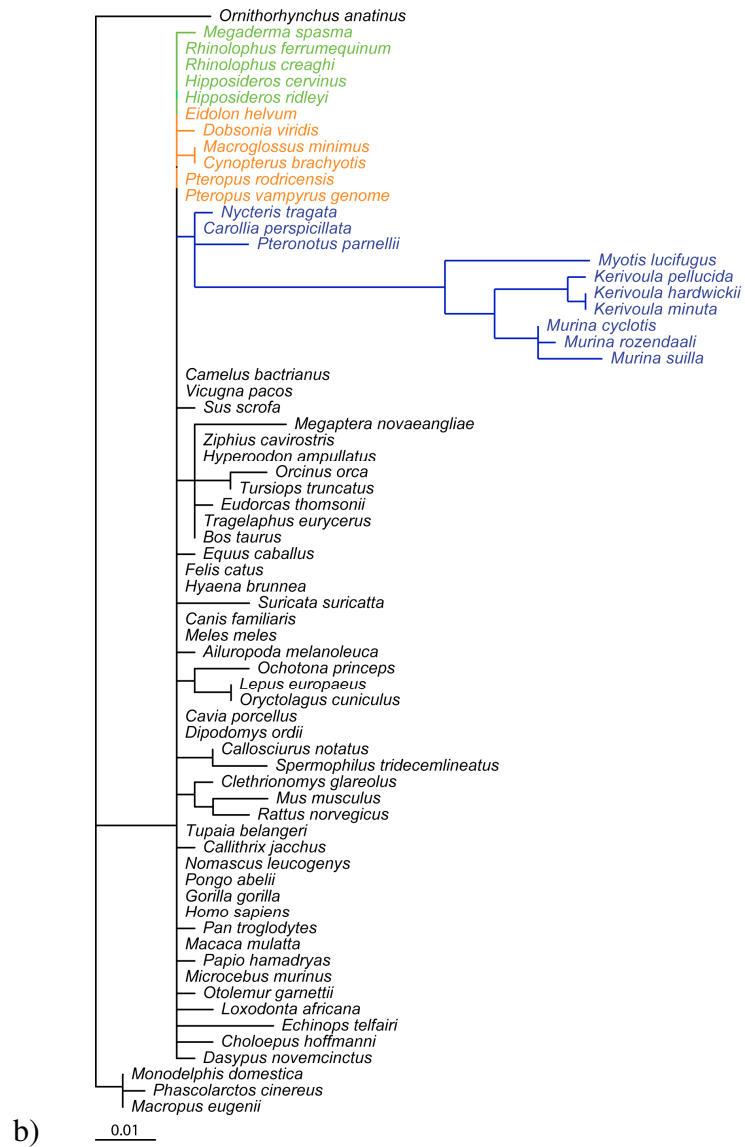 Ornithorhynchus anatinus
Megaderma spasma
Rhinolophus ferrumequinum
Rhinolophus creaghi
Hipposideros cervinus
Hipposideros ridleyi
Eidolon helvum
Dobsonia viridis
Macroglossus minimus
Cynopterus brachyotis
Pteropus rodricensis
Pteropus vampyrus genome
Nycteris tragata
Carollia perspicillata
Pteronotus parnellii
Myotis lucifugus
Kerivoula pellucida
Kerivoula hardwickii
Kerivoula minuta
Murina cyclotis
Murina rozendaali
Murina suilla
Camelus bactrianus
Vicugna pacos
Sus scrofa
Megaptera novaeangliae
Ziphius cavirostris
Hyperoodon ampullatus
Orcinus orca
Tursiops truncatus
Eudorcas thomsonii
Tragelaphus eurycerus
Bos taurus
Equus caballus
Felis catus
Hyaena brunnea
Suricata suricatta
Canis familiaris
Meles meles
Ailuropoda melanoleuca
Ochotona princeps
Lepus europaeus
Oryctolagus cuniculus
Cavia porcellus
Dipodomys ordii
Callosciurus notatus
Spermophilus tridecemlineatus
Clethrionomys glareolus
Mus musculus
Rattus norvegicus
Tupaia belangeri
Callithrix jacchus
Nomascus leucogenys
Pongo abelii
Gorilla gorilla
Homo sapiens
Pan troglodytes
Macaca mulatta
Papio hamadryas
Microcebus murinus
Otolemur garnettii
Loxodonta africana
Echinops telfairi
Choloepus hoffmanni
Dasypus novemcinctus
Monodelphis domestica
Phascolarctos cinereus
Macropus eugenii
b) 0.01